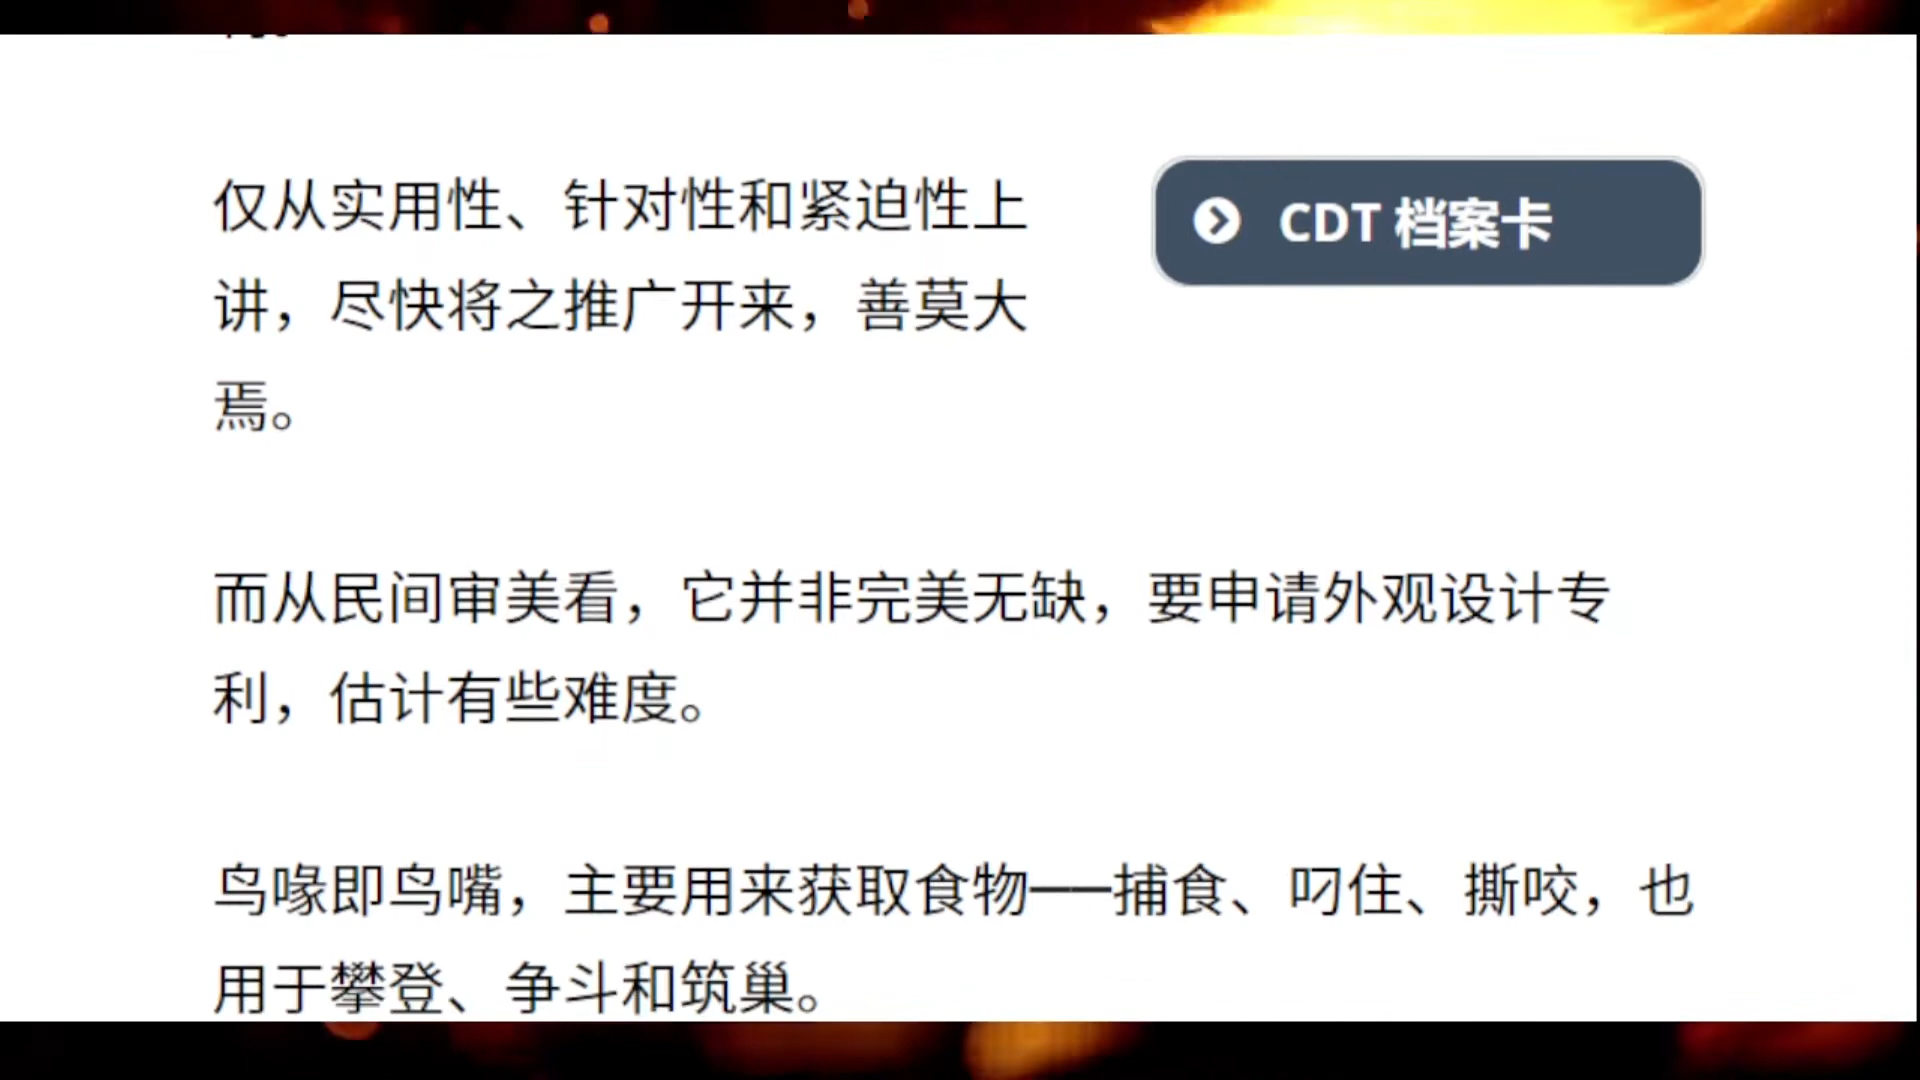 仅从实用性、针对性和紧迫性上
讲，尽快将之推广开来，善莫大
焉。
CDT 档案卡
而从民间审美看，它并非完美无缺，要申请外观设计专
利，估计有些难度。
鸟喙即鸟嘴，主要用来获取食物——捕食、叼住、撕咬，也
用于攀登、争斗和筑巢。